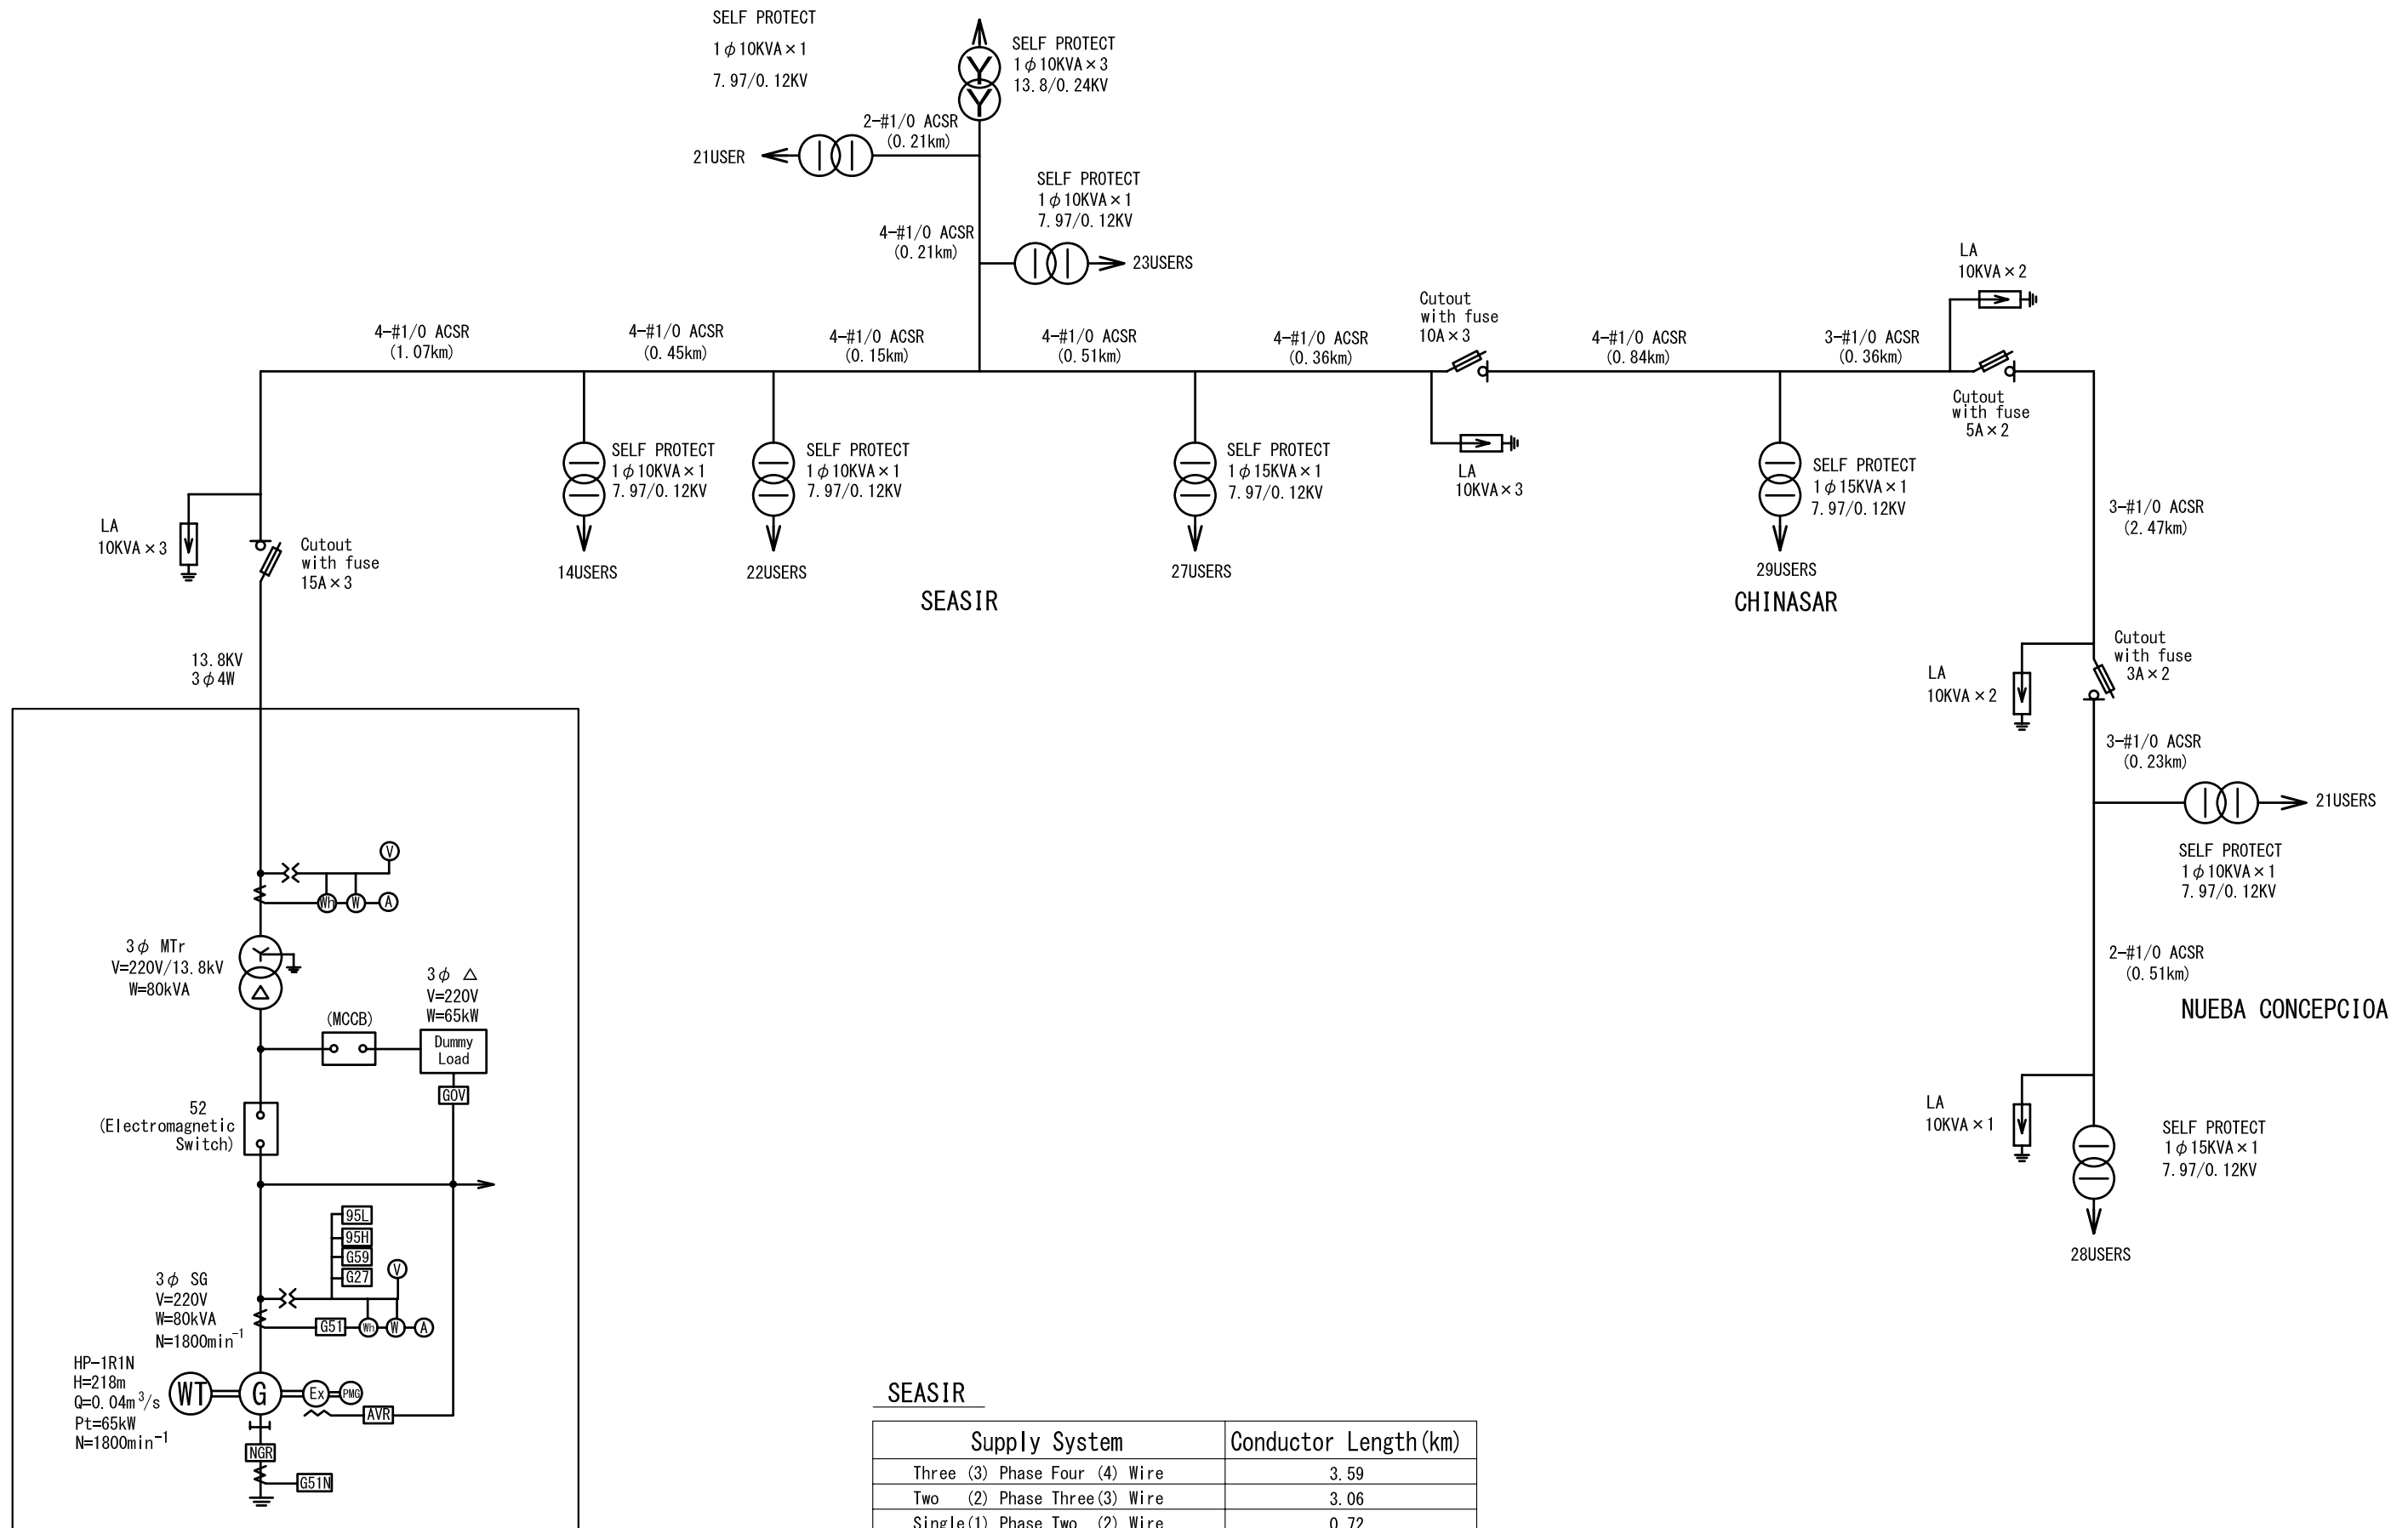 SELF PROTECT
1φ10KVA×1
7.97/0.12KV
SELF PROTECT
1φ10KVA×3
13.8/0.24KV
Y
Y
2-#1/0 ACSR
(0.21km)
21USER
SELF PROTECT
1φ10KVA×1
7.97/0.12KV
4-#1/0 ACSR
(0.21km)
23USERS
LA
10KVA×2
4-#1/0 ACSR
(1.07km)
4-#1/0 ACSR
(0.45km)
4-#1/0 ACSR
(0.15km)
4-#1/0 ACSR
(0.51km)
4-#1/0 ACSR
(0.36km)
Cutout
with fuse
10A×3
4-#1/0 ACSR
(0.84km)
3-#1/0 ACSR
(0.36km)
Cutout
with fuse
5A×2
SELF PROTECT
1φ10KVA×1
7.97/0.12KV
14USERS
SELF PROTECT
1φ10KVA×1
7.97/0.12KV
22USERS
SELF PROTECT
1φ15KVA×1
7.97/0.12KV
27USERS
LA
10KVA×3
SELF PROTECT
1φ15KVA×1
7.97/0.12KV
29USERS
LA
10KVA×3
Cutout
with fuse
15A×3
SEASIR
CHINASAR
3-#1/0 ACSR
(2.47km)
13.8KV
3φ4W
LA
10KVA×2
Cutout
with fuse
3A×2
3-#1/0 ACSR
(0.23km)
21USERS
SELF PROTECT
1φ10KVA×1
7.97/0.12KV
2-#1/0 ACSR
(0.51km)
NUEBA CONCEPCIOA
LA
10KVA×1
SELF PROTECT
1φ15KVA×1
7.97/0.12KV
28USERS
V
Wh
W
A
3φ MTr
V=220V/13.8kV
W=80kVA
Y
△
3φ △
V=220V
W=65kW
(MCCB)
Dummy
Load
GOV
52
(Electromagnetic
Switch)
95L
95H
G59
G27
V
3φ SG
V=220V
W=80kVA
N=1800min⁻¹
G51
Wh
W
A
HP-1R1N
H=218m
Q=0.04m³/s
Pt=65kW
N=1800min⁻¹
WT
G
Ex
PMG
AVR
NGR
G51N
SEASIR
Supply System
Conductor Length(km)
Three (3) Phase Four (4) Wire
3.59
Two (2) Phase Three(3) Wire
3.06
Single(1) Phase Two (2) Wire
0.72